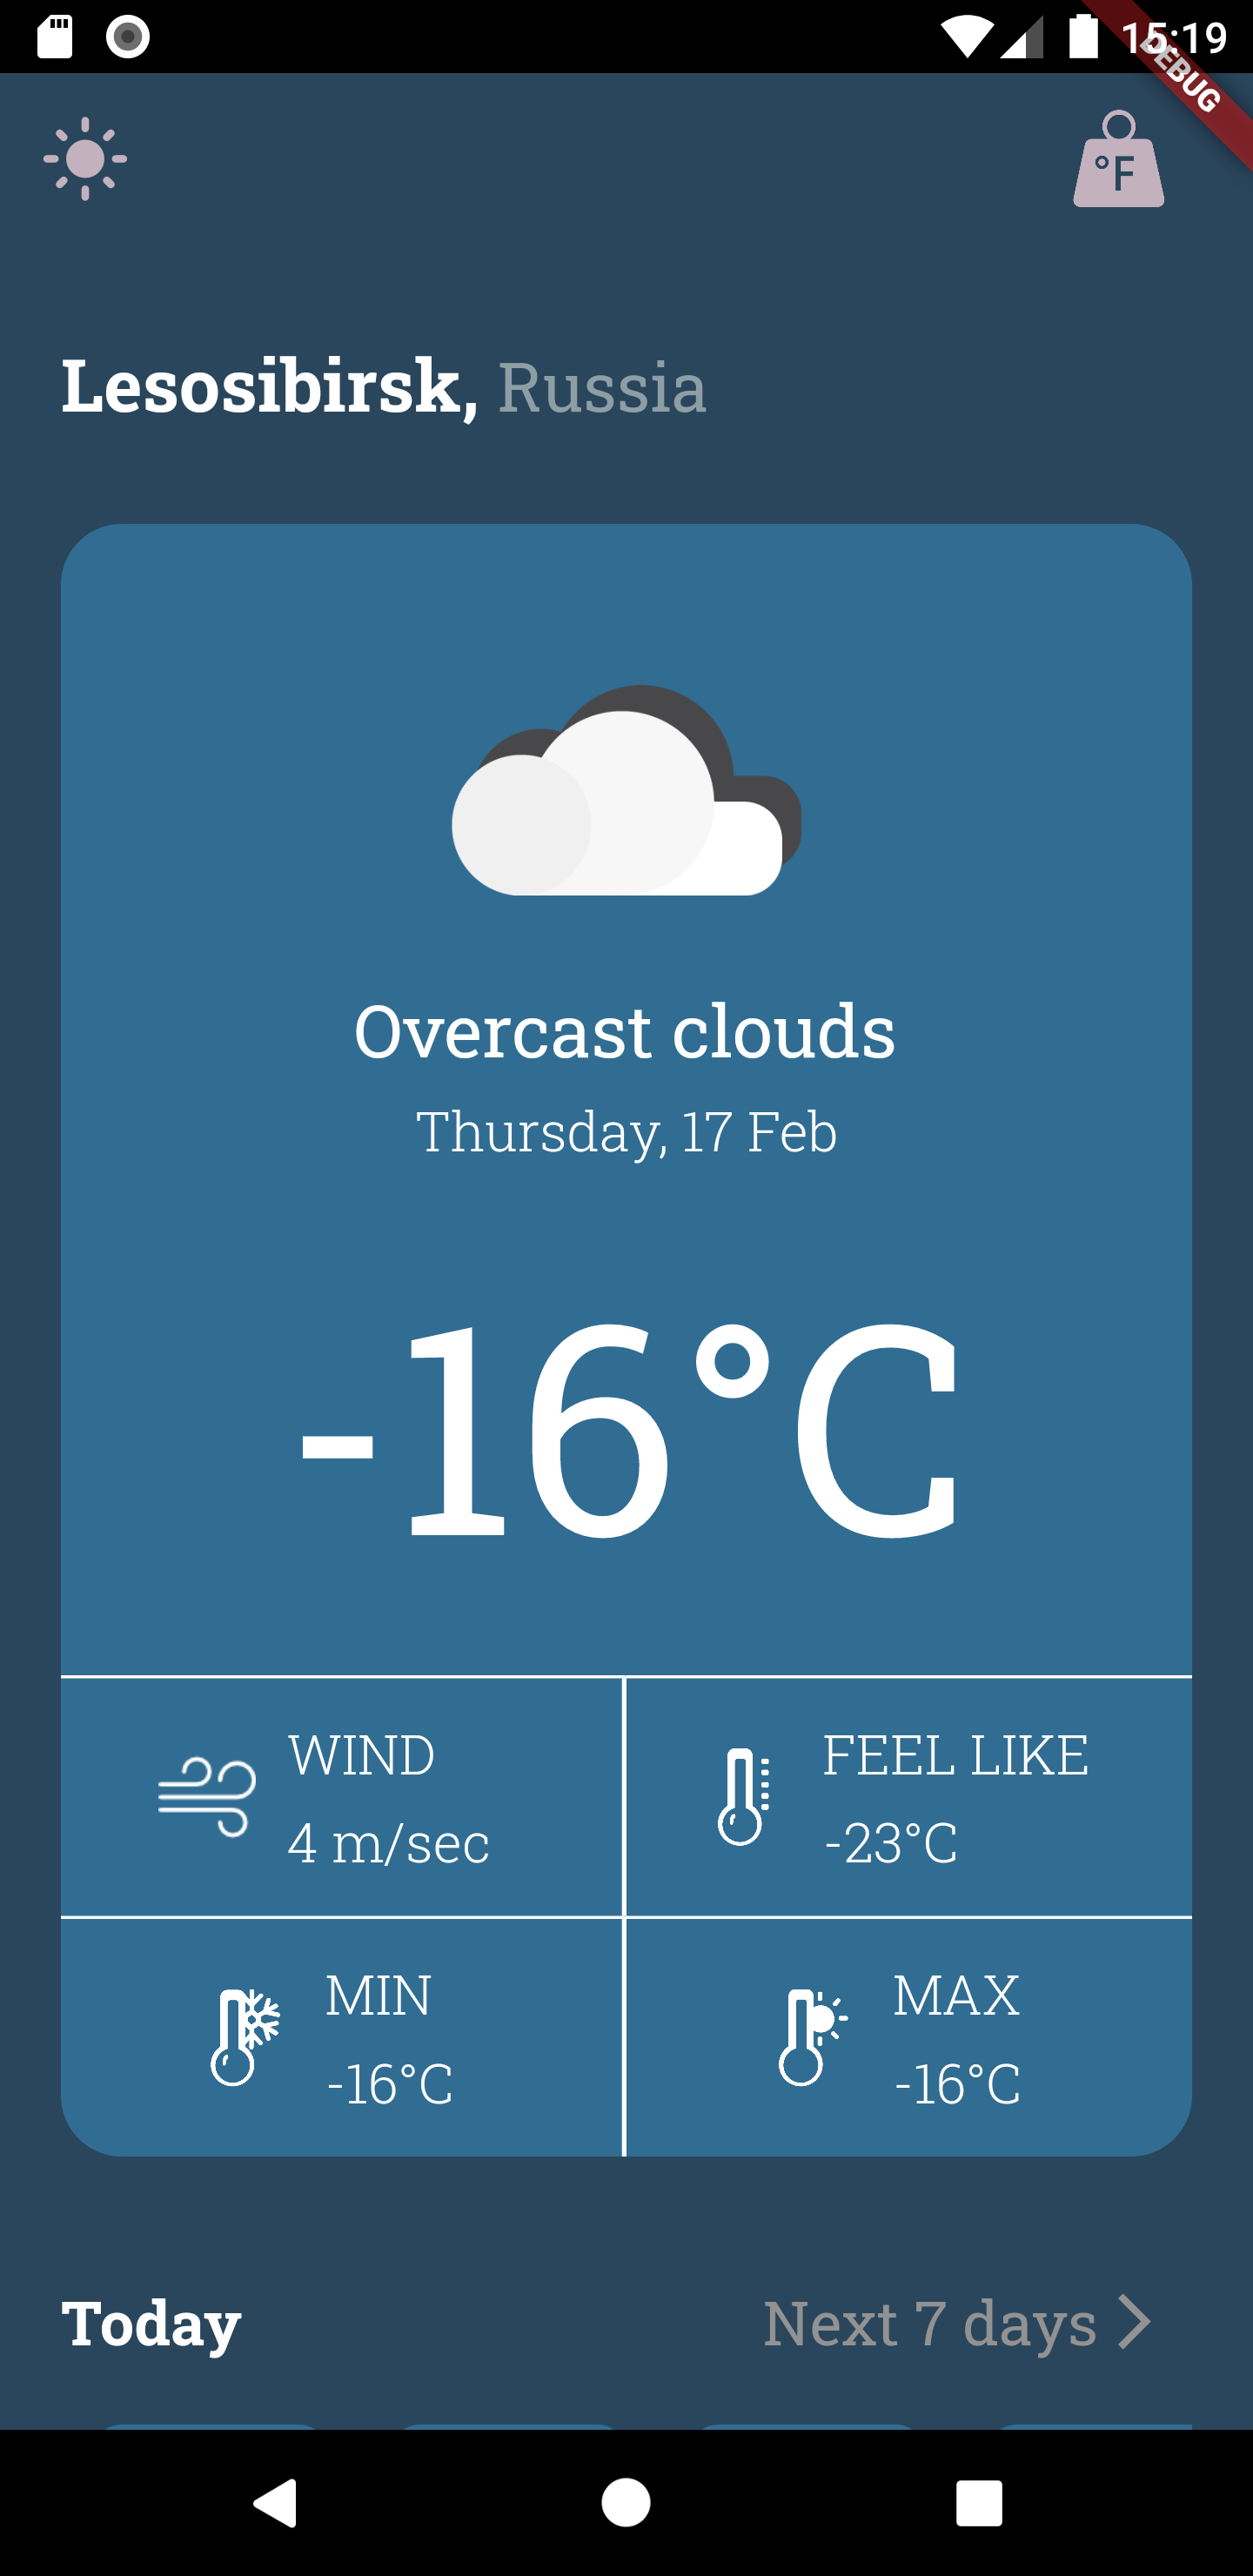 15:19
DEBUG
°F
Lesosibirsk, Russia
Overcast clouds
Thursday, 17 Feb
-16°C
WIND
4 m/sec
FEEL LIKE
-23°C
MIN
-16°C
MAX
-16°C
Today
Next 7 days